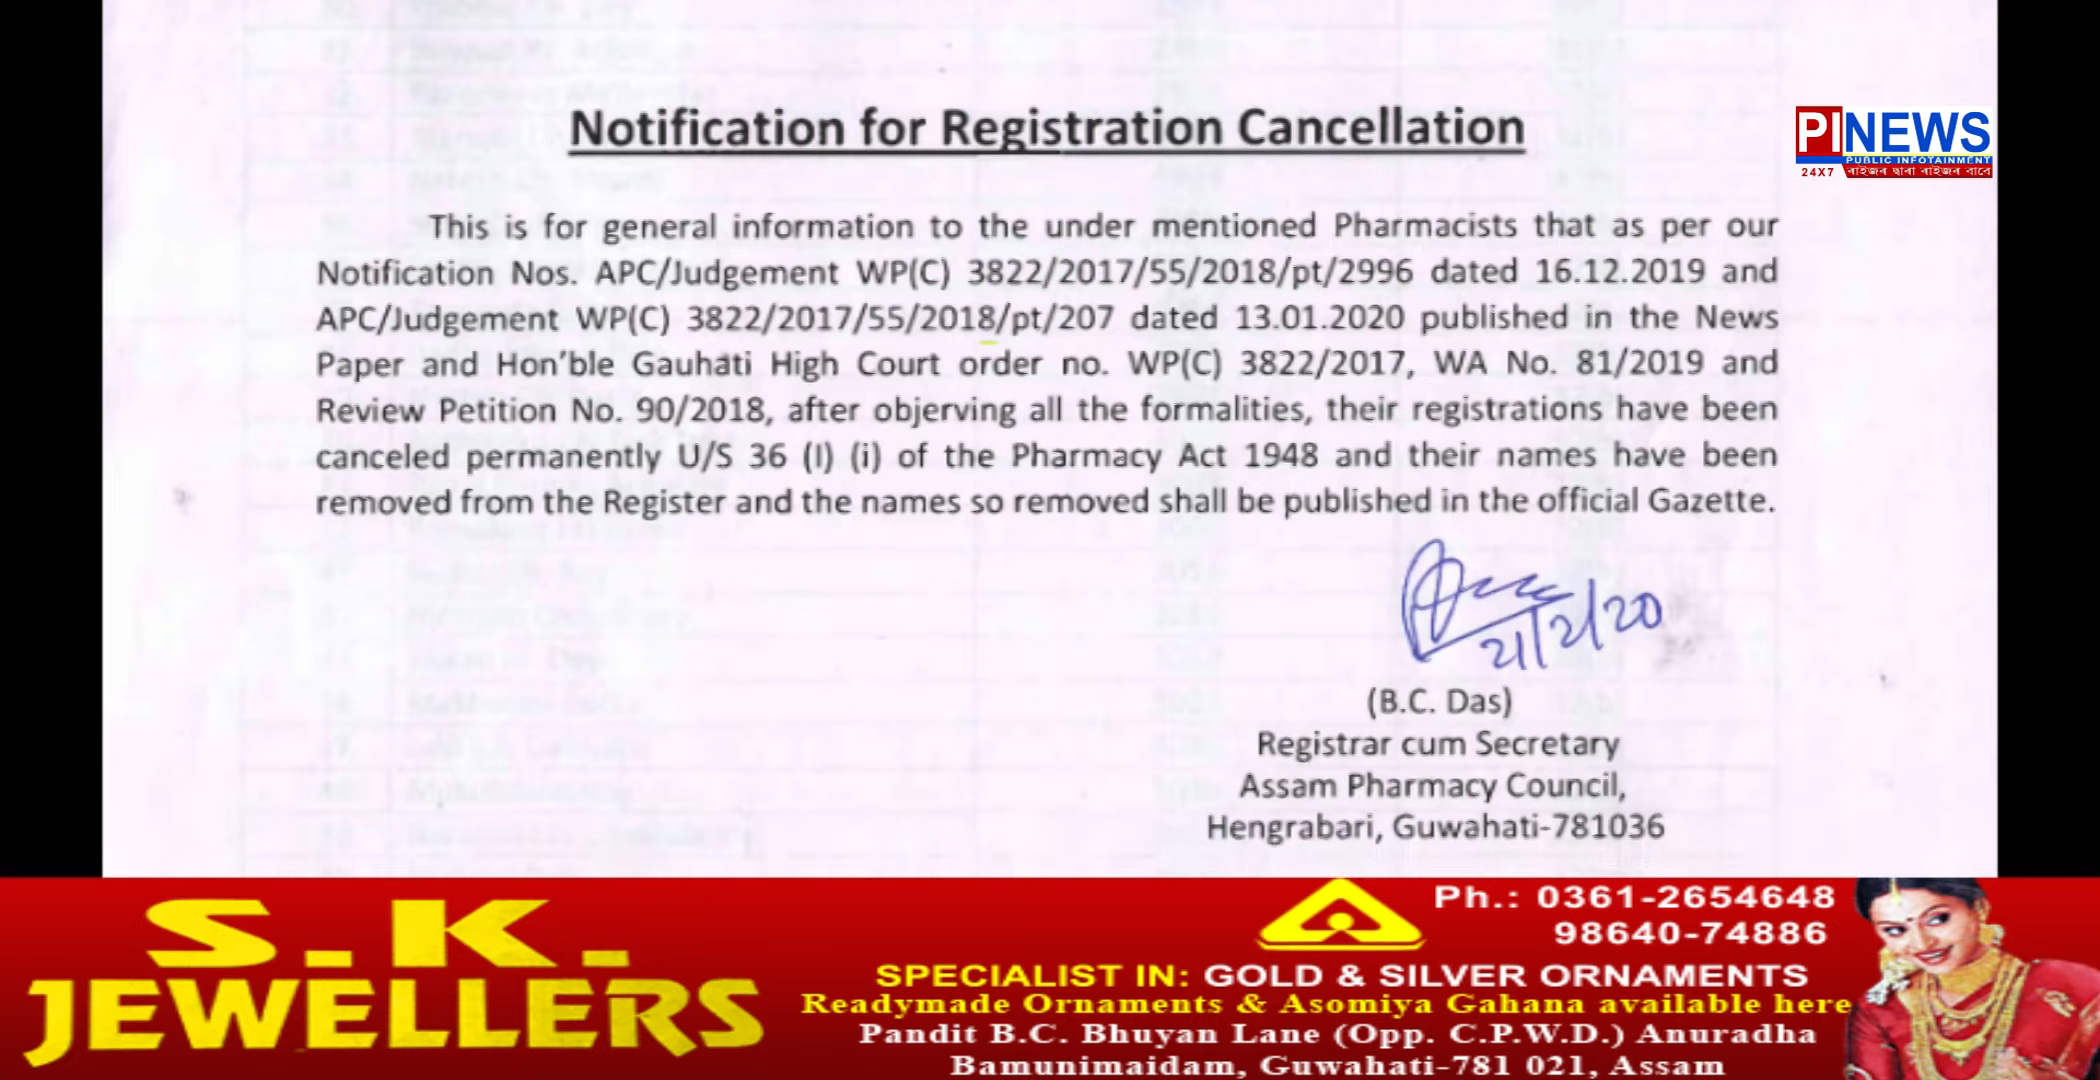 Notification for Registration Cancellation
PINEWS
PUBLIC INFOTAINMENT
24X7 ৰাইজৰ দ্বাৰা ৰাইজৰ বাবে
This is for general information to the under mentioned Pharmacists that as per our
Notification Nos. APC/Judgement WP(C) 3822/2017/55/2018/pt/2996 dated 16.12.2019 and
APC/Judgement WP(C) 3822/2017/55/2018/pt/207 dated 13.01.2020 published in the News
Paper and Hon'ble Gauhati High Court order no. WP(C) 3822/2017, WA No. 81/2019 and
Review Petition No. 90/2018, after objerving all the formalities, their registrations have been
canceled permanently U/S 36 (I) (i) of the Pharmacy Act 1948 and their names have been
removed from the Register and the names so removed shall be published in the official Gazette.
21/2/20
(B.C. Das)
Registrar cum Secretary
Assam Pharmacy Council,
Hengrabari, Guwahati-781036
S.K.
JEWELLERS
Ph.: 0361-2654648
98640-74886
SPECIALIST IN: GOLD & SILVER ORNAMENTS
Readymade Ornaments & Asomiya Gahana available here
Pandit B.C. Bhuyan Lane (Opp. C.P.W.D.) Anuradha
Bamunimaidam, Guwahati-781 021, Assam